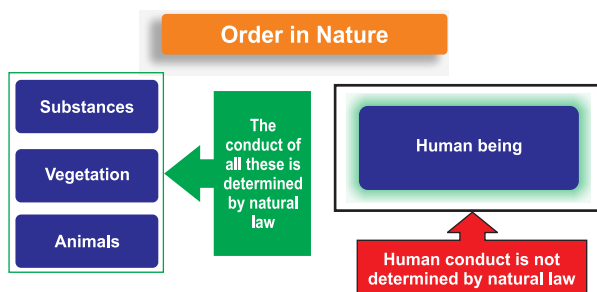 Order in Nature
Substances
Vegetation
Animals
The
conduct of
all these is
determined
by natural
law
Human being
Human conduct is not
determined by natural law